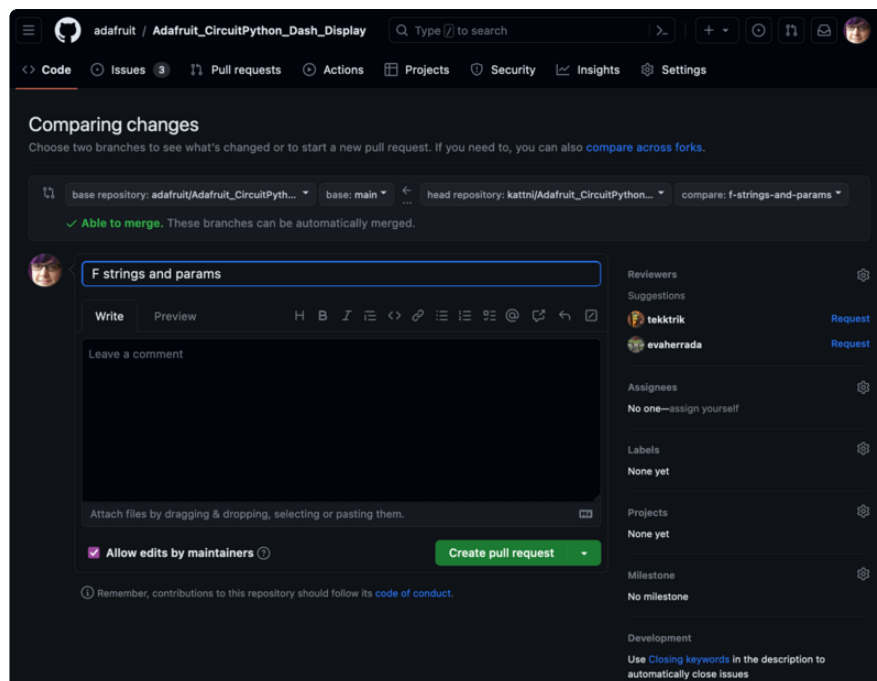 adafruit / Adafruit_CircuitPython_Dash_Display
Type / to search
Code Issues 3 Pull requests Actions Projects Security Insights Settings
Comparing changes
Choose two branches to see what's changed or to start a new pull request. If you need to, you can also compare across forks.
base repository: adafruit/Adafruit_CircuitPyth... base: main ← head repository: kattni/Adafruit_CircuitPython... compare: f-strings-and-params
...
✓ Able to merge. These branches can be automatically merged.
F strings and params
Write Preview H B I @
Leave a comment
Attach files by dragging & dropping, selecting or pasting them.
Allow edits by maintainers ?
Create pull request
Remember, contributions to this repository should follow its code of conduct.
Reviewers
Suggestions
tekktrik Request
evaherrada Request
Assignees
No one—assign yourself
Labels
None yet
Projects
None yet
Milestone
No milestone
Development
Use Closing keywords in the description to
automatically close issues